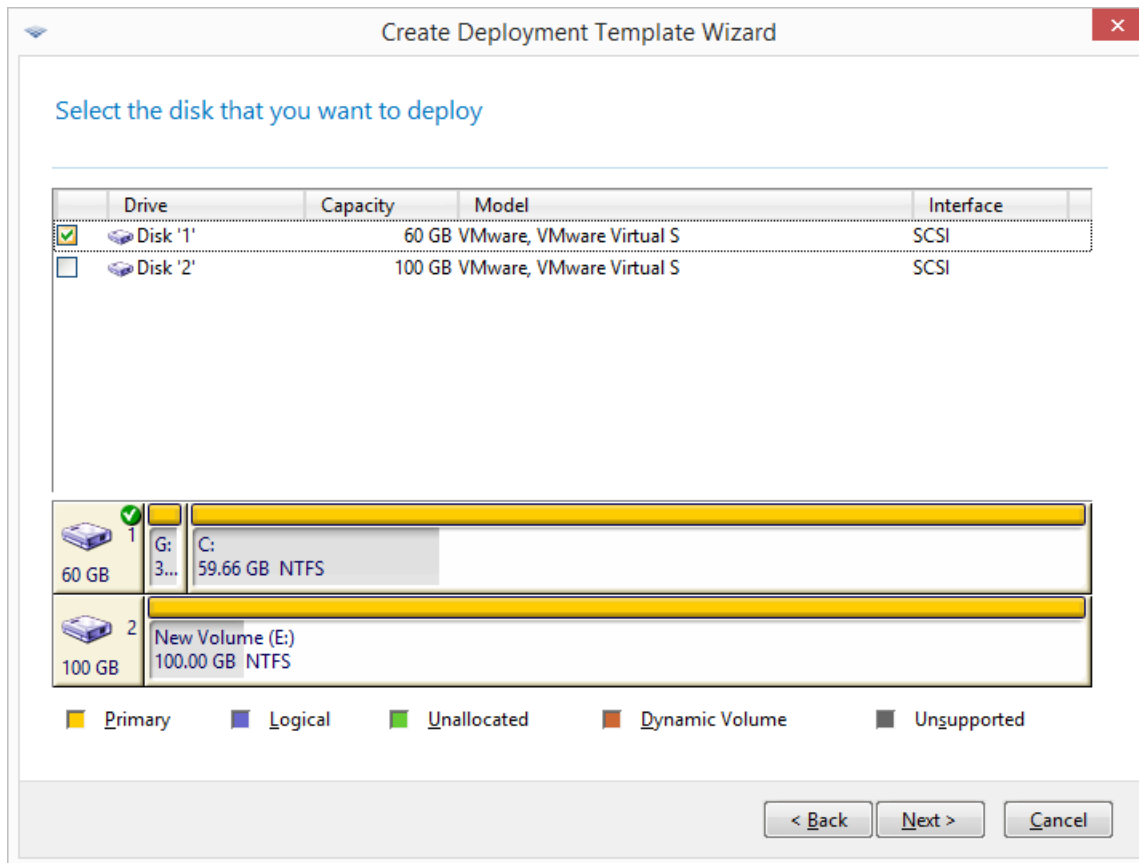 Create Deployment Template Wizard
Select the disk that you want to deploy
Drive Capacity Model Interface
Disk '1' 60 GB VMware, VMware Virtual S SCSI
Disk '2' 100 GB VMware, VMware Virtual S SCSI
1
60 GB
G:
3...
C:
59.66 GB NTFS
2
100 GB
New Volume (E:)
100.00 GB NTFS
Primary Logical Unallocated Dynamic Volume Unsupported
< Back Next > Cancel